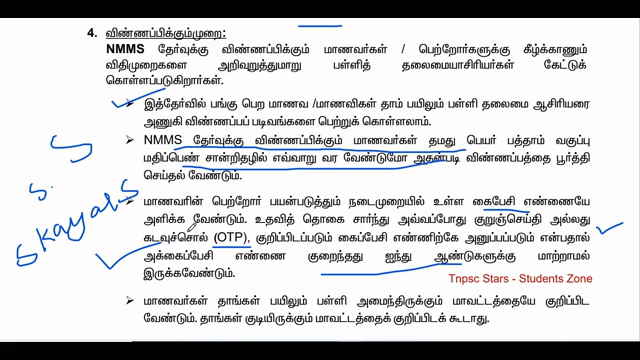 4. விண்ணப்பிக்கும்முறை:
NMMS தேர்வுக்கு விண்ணப்பிக்கும் மாணவர்கள் / பெற்றோர்களுக்கு கீழ்க்காணும்
விதிமுறைகளை அறிவுறுத்துமாறு பள்ளித் தலைமையாசிரியர்கள் கேட்டுக்
கொள்ளப்படுகிறார்கள்.
இத்தேர்வில் பங்கு பெற மாணவ /மாணவிகள் தாம் பயிலும் பள்ளி தலைமை ஆசிரியரை
அணுகி விண்ணப்பப் படிவங்களை பெற்றுக் கொள்ளலாம்.
NMMS தேர்வுக்கு விண்ணப்பிக்கும் மாணவர்கள் தமது பெயர் பத்தாம் வகுப்பு
மதிப்பெண் சான்றிதழில் எவ்வாறு வர வேண்டுமோ அதன்படி விண்ணப்பத்தை பூர்த்தி
செய்தல் வேண்டும்.
மாணவரின் பெற்றோர் பயன்படுத்தும் நடைமுறையில் உள்ள கைபேசி எண்ணையே
அளிக்க வேண்டும். உதவித் தொகை சார்ந்து அவ்வப்போது குறுஞ்செய்தி அல்லது
கடவுச்சொல் (OTP), குறிப்பிடப்படும் கைப்பேசி எண்ணிற்கே அனுப்பப்படும் என்பதால்
அக்கைப்பேசி எண்ணை குறைந்தது ஐந்து ஆண்டுகளுக்கு மாற்றாமல்
இருக்கவேண்டும்.
Tnpsc Stars - Students Zone
மாணவர்கள் தாங்கள் பயிலும் பள்ளி அமைந்திருக்கும் மாவட்டத்தையே குறிப்பிட
வேண்டும். தாங்கள் குடியிருக்கும் மாவட்டத்தைக் குறிப்பிடக் கூடாது.
S
S.
S kayal S